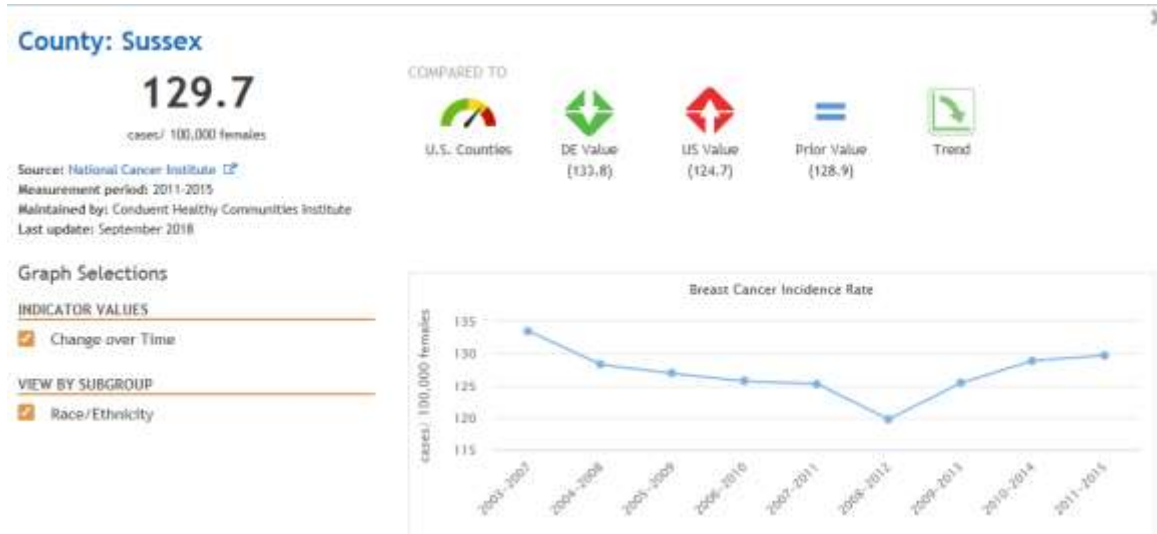 County: Sussex
129.7
cases/ 100,000 females
Source: National Cancer Institute
Measurement period: 2011-2015
Maintained by: Conduent Healthy Communities Institute
Last update: September 2018
COMPARED TO
U.S. Counties
DE Value
(133.8)
US Value
(124.7)
=
Prior Value
(128.9)
Trend
Graph Selections
INDICATOR VALUES
Change over Time
VIEW BY SUBGROUP
Race/Ethnicity
Breast Cancer Incidence Rate
cases/ 100,000 females
135
130
125
120
115
2003-2007
2004-2008
2005-2009
2006-2010
2007-2011
2008-2012
2009-2013
2010-2014
2011-2015